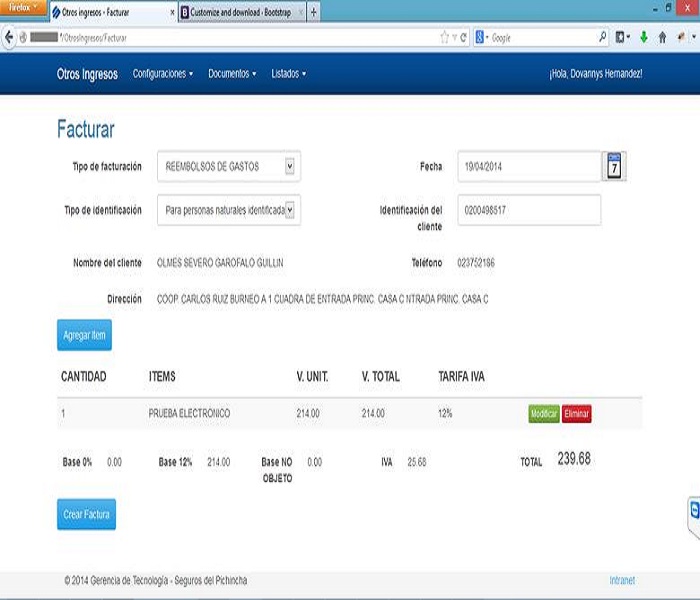 Firefox
Otros ingresos - Facturar
Customize and download · Bootstrap
/OtrosIngresos/Facturar
Google
Otros Ingresos Configuraciones Documentos Listados ¡Hola, Dovannys Hernandez!
Facturar
Tipo de facturación REEMBOLSOS DE GASTOS Fecha 19/04/2014 7
Tipo de identificación Para personas naturales identificada Identificación del
cliente 0200498517
Nombre del cliente OLMES SEVERO GAROFALO GUILLIN Teléfono 023752186
Dirección COOP. CARLOS RUIZ BURNEO A 1 CUADRA DE ENTRADA PRINC. CASA C NTRADA PRINC. CASA C
Agregar Item
CANTIDAD ITEMS V. UNIT. V. TOTAL TARIFA IVA
1 PRUEBA ELECTRONICO 214.00 214.00 12% Modificar Eliminar
Base 0% 0.00 Base 12% 214.00 Base NO
OBJETO 0.00 IVA 25.68 TOTAL 239.68
Crear Factura
© 2014 Gerencia de Tecnología - Seguros del Pichincha Intranet